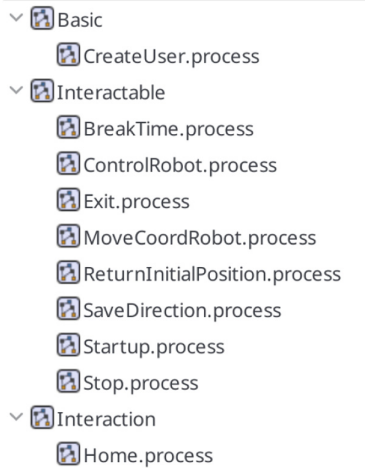 Basic
CreateUser.process
Interactable
BreakTime.process
ControlRobot.process
Exit.process
MoveCoordRobot.process
ReturnInitialPosition.process
SaveDirection.process
Startup.process
Stop.process
Interaction
Home.process